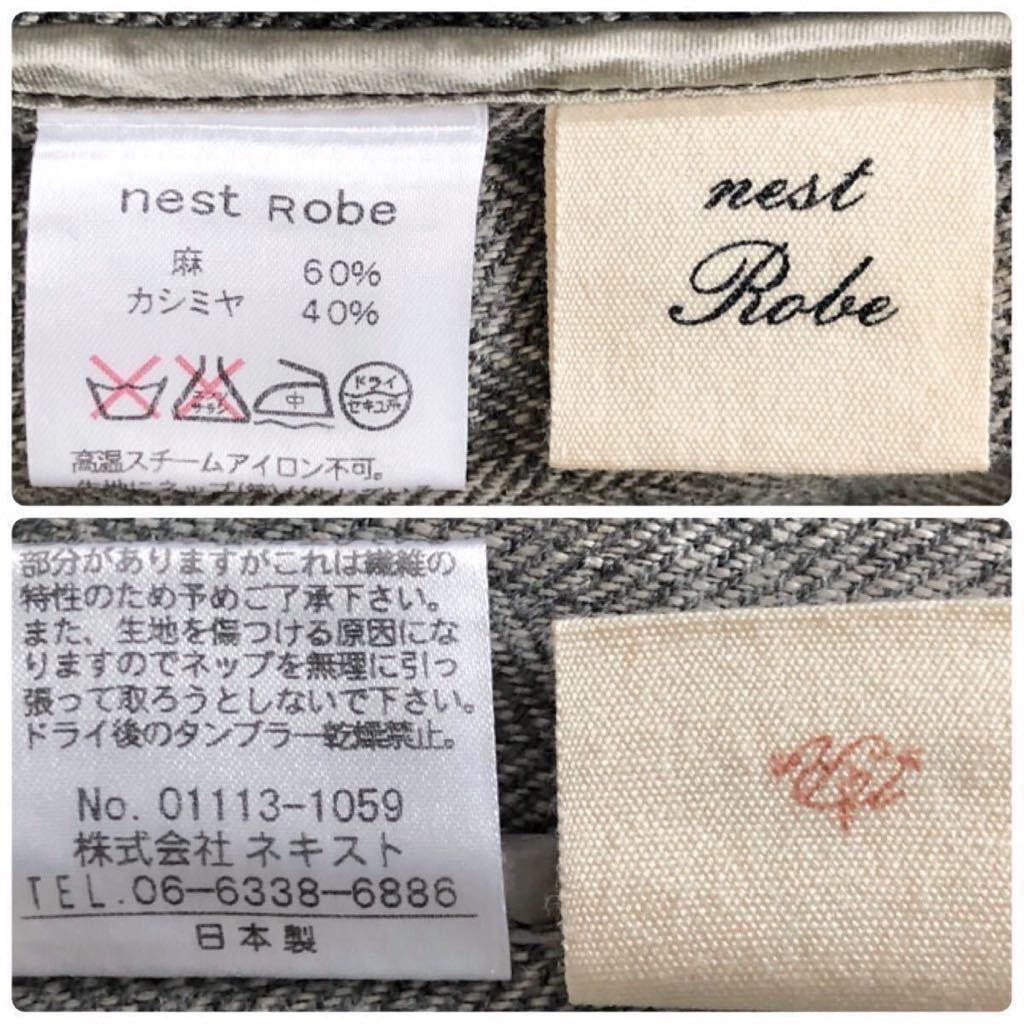 nest Robe
麻 60%
カシミヤ 40%
中
ドライ
セキユ系
高温スチームアイロン不可。
nest
Robe
部分がありますがこれは繊維の
特性のため予めご了承下さい。
また、生地を傷つける原因にな
りますのでネップを無理に引っ
張って取ろうとしないで下さい。
ドライ後のタンブラー乾燥禁止。
No. 01113-1059
株式会社 ネキスト
TEL.06-6338-6886
日本製